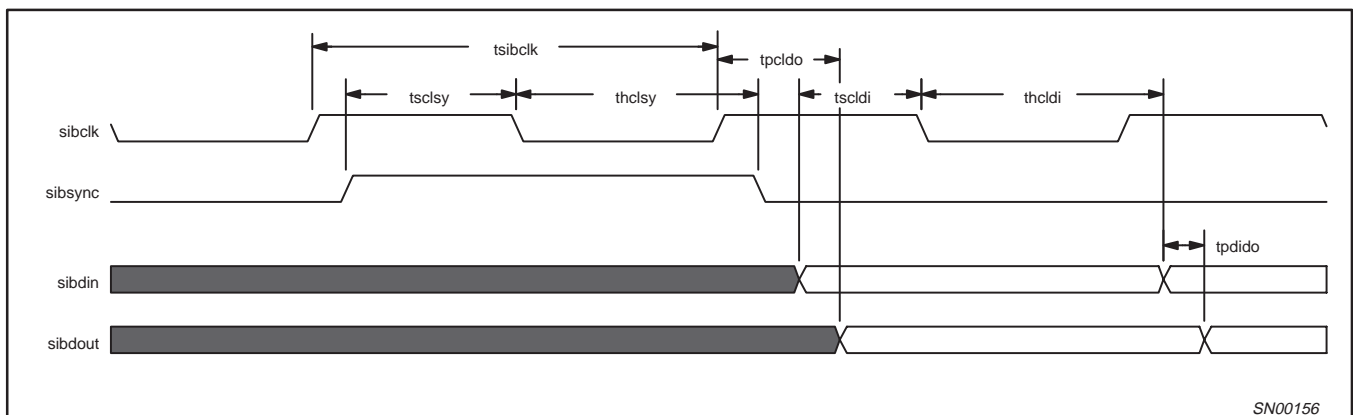 tsibclk
tpcldo
tsclsy
thclsy
tscldi
thcldi
sibclk
sibsync
tpdido
sibdin
sibdout
SN00156